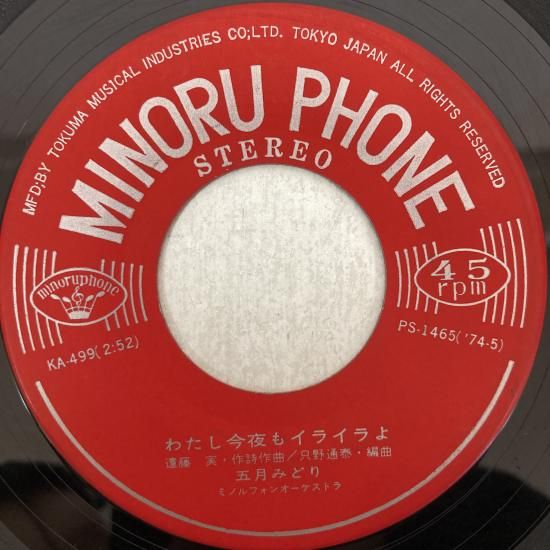 MFD;BY TOKUMA MUSICAL INDUSTRIES CO;LTD. TOKYO JAPAN ALL RIGHTS RESERVED
MINORU PHONE
STEREO
minoruphone
45
rpm
KA-499(2:52)
PS-1465('74-5)
わたし今夜もイライラよ
遠藤 実・作詩作曲/只野通泰・編曲
五月みどり
ミノルフォンオーケストラ